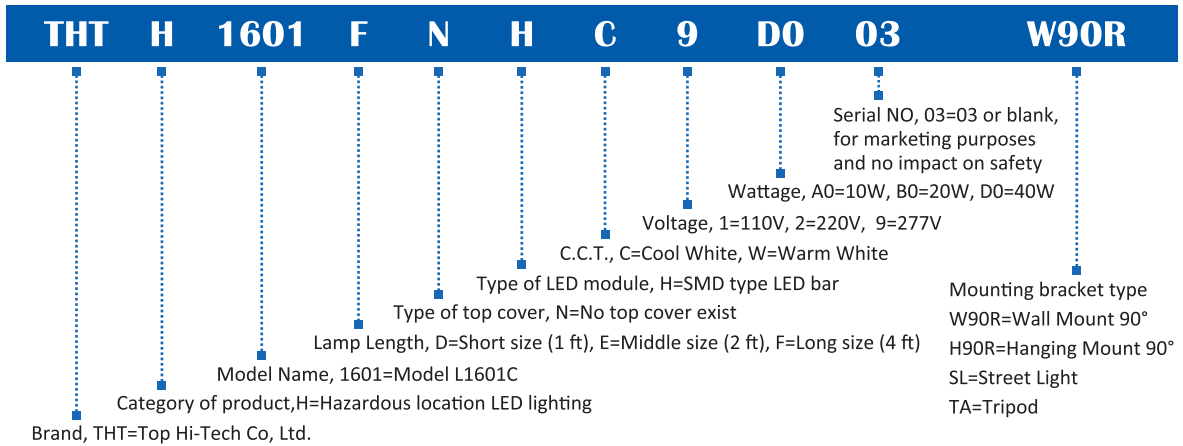 THT H 1601 F N H C 9 D0 03 W90R
Serial NO, 03=03 or blank,
for marketing purposes
and no impact on safety
Wattage, A0=10W, B0=20W, D0=40W
Voltage, 1=110V, 2=220V, 9=277V
C.C.T., C=Cool White, W=Warm White
Type of LED module, H=SMD type LED bar
Type of top cover, N=No top cover exist
Lamp Length, D=Short size (1 ft), E=Middle size (2 ft), F=Long size (4 ft)
Model Name, 1601=Model L1601C
Category of product,H=Hazardous location LED lighting
Brand, THT=Top Hi-Tech Co, Ltd.
Mounting bracket type
W90R=Wall Mount 90°
H90R=Hanging Mount 90°
SL=Street Light
TA=Tripod